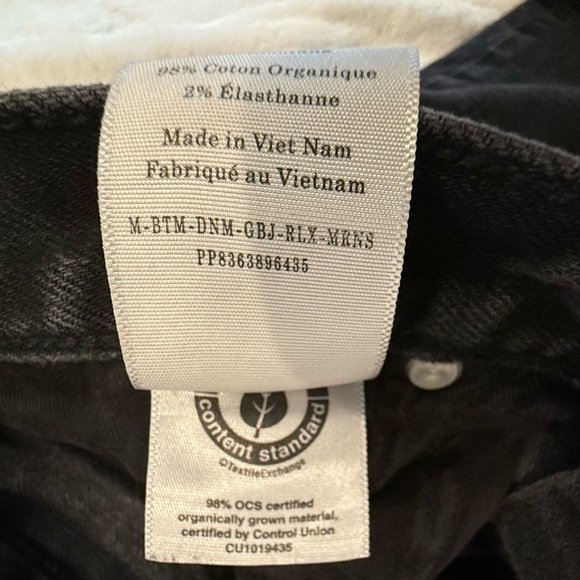 98% Coton Organique
2% Élasthanne
Made in Viet Nam
Fabriqué au Vietnam
M-BTM-DNM-GBJ-RLX-MRNS
PP8363896435
content standard
©TextileExchange
98% OCS certified
organically grown material,
certified by Control Union
CU1019435